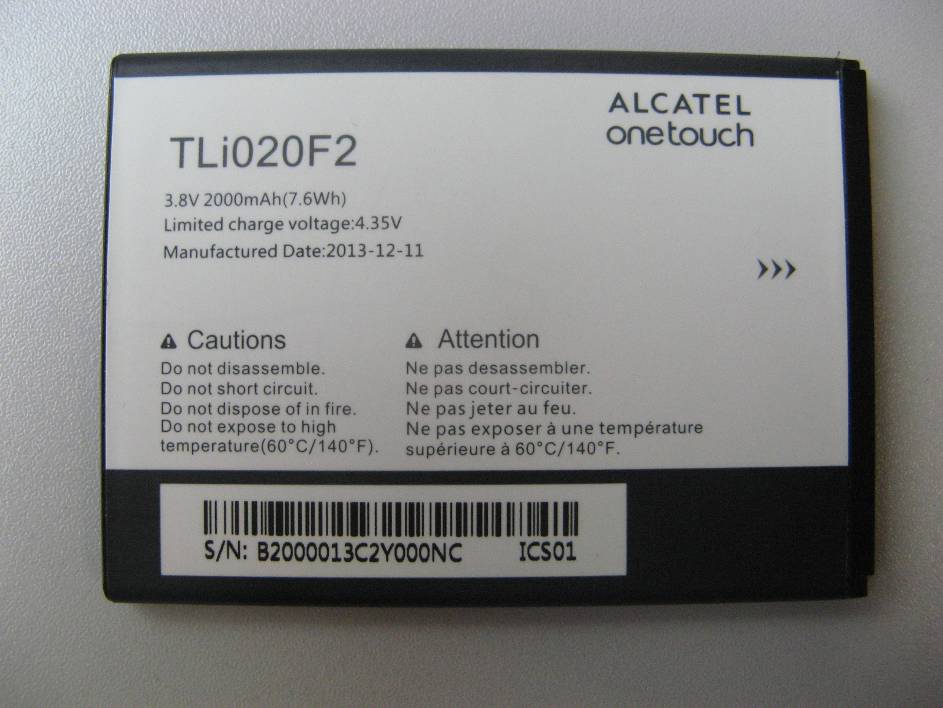 ALCATEL
onetouch
TLi020F2
3.8V 2000mAh(7.6Wh)
Limited charge voltage:4.35V
Manufactured Date:2013-12-11
Cautions
Do not disassemble.
Do not short circuit.
Do not dispose of in fire.
Do not expose to high
temperature(60°C/140°F).
Attention
Ne pas desassembler.
Ne pas court-circuiter.
Ne pas jeter au feu.
Ne pas exposer à une température
supérieure à 60°C/140°F.
S/N: B2000013C2Y000NC ICS01